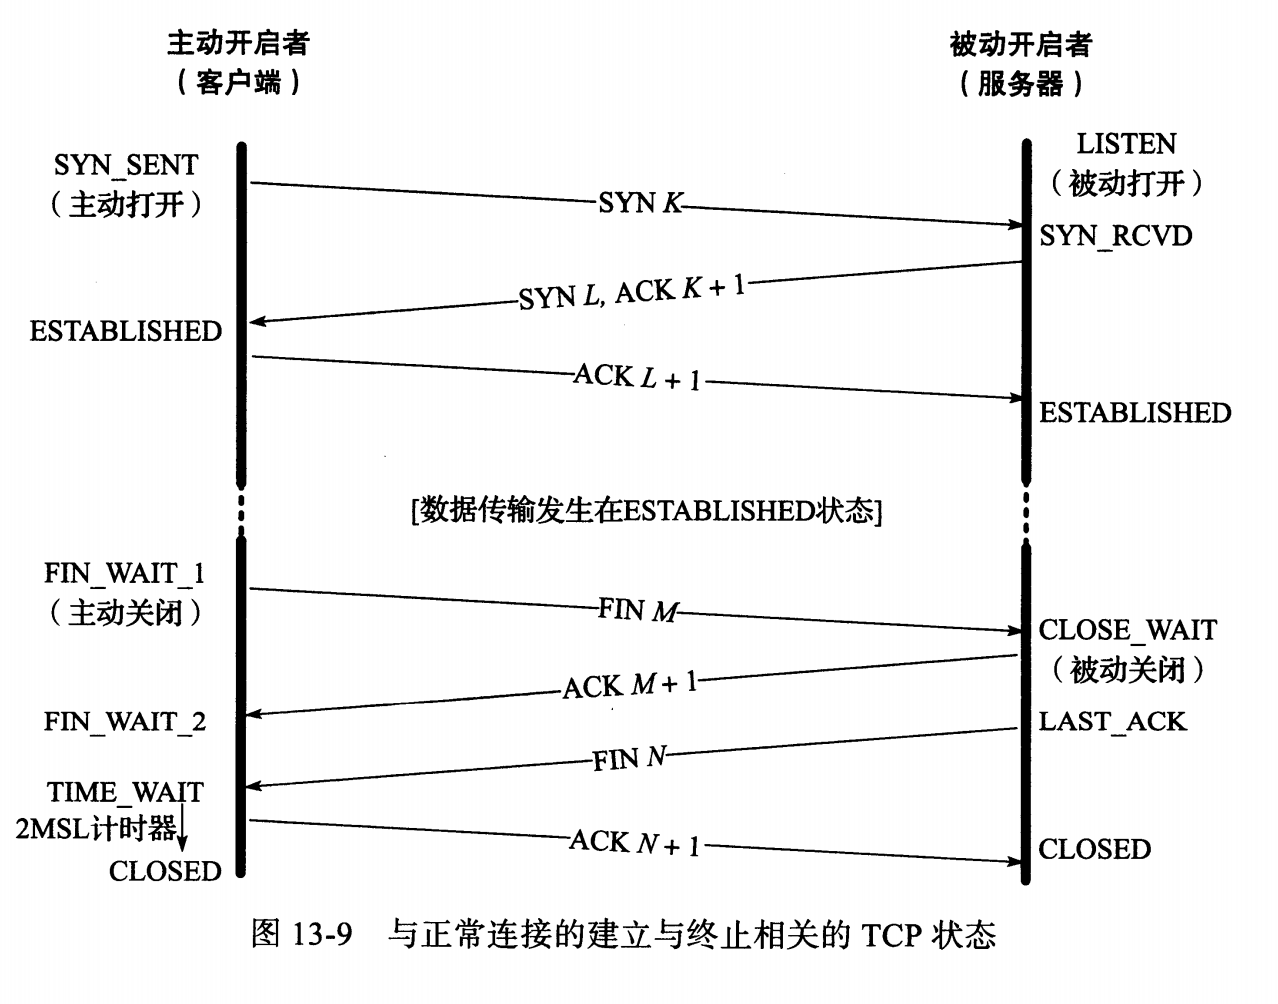 主动开启者
（客户端）
被动开启者
（服务器）
LISTEN
（被动打开）
SYN_SENT
（主动打开）
SYN K
SYN_RCVD
SYN L, ACK K + 1
ESTABLISHED
ACK L + 1
ESTABLISHED
[数据传输发生在ESTABLISHED状态]
FIN_WAIT_1
（主动关闭）
FIN M
CLOSE_WAIT
（被动关闭）
ACK M + 1
FIN_WAIT_2
LAST_ACK
FIN N
TIME_WAIT
2MSL计时器
ACK N + 1
CLOSED
CLOSED
图 13-9 与正常连接的建立与终止相关的 TCP 状态